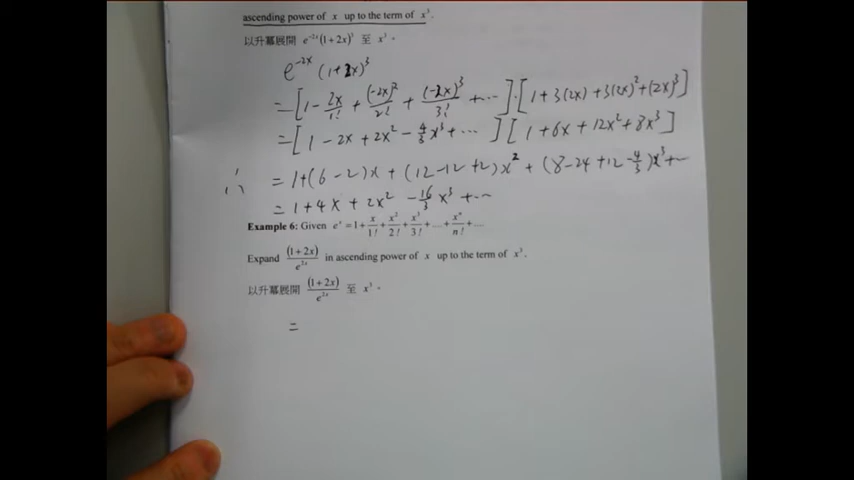 ascending power of x up to the term of x³.
以升冪展開 e⁻²ˣ(1+2x)³ 至 x³。
e⁻²ˣ (1+2x)³
= [1 - 2x/1! + (-2x)²/2! + (-2x)³/3! + ⋯]·[1+3(2x)+3(2x)²+(2x)³]
= [1 - 2x + 2x² - 4/3 x³ + ⋯][1+6x+12x²+8x³]
∴ = 1+(6-2)x + (12-12+2)x² + (8-24+12-4/3)x³+⋯
= 1+4x + 2x² - 16/3 x³ +⋯
Example 6: Given eˣ = 1 + x/1! + x²/2! + x³/3! + ... + xⁿ/n! + ...
Expand (1+2x)/e²ˣ in ascending power of x up to the term of x³.
以升冪展開 (1+2x)/e²ˣ 至 x³。
=